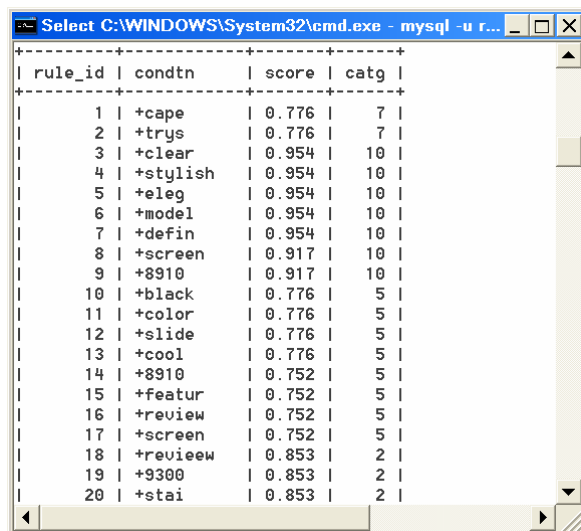 Select C:\WINDOWS\System32\cmd.exe - mysql -u r...
+---------+-----------+-------+------+
| rule_id | condtn | score | catg |
+---------+-----------+-------+------+
| 1 | +cape | 0.776 | 7 |
| 2 | +trys | 0.776 | 7 |
| 3 | +clear | 0.954 | 10 |
| 4 | +stylish | 0.954 | 10 |
| 5 | +eleg | 0.954 | 10 |
| 6 | +model | 0.954 | 10 |
| 7 | +defin | 0.954 | 10 |
| 8 | +screen | 0.917 | 10 |
| 9 | +8910 | 0.917 | 10 |
| 10 | +black | 0.776 | 5 |
| 11 | +color | 0.776 | 5 |
| 12 | +slide | 0.776 | 5 |
| 13 | +cool | 0.776 | 5 |
| 14 | +8910 | 0.752 | 5 |
| 15 | +featur | 0.752 | 5 |
| 16 | +review | 0.752 | 5 |
| 17 | +screen | 0.752 | 5 |
| 18 | +revieew | 0.853 | 2 |
| 19 | +9300 | 0.853 | 2 |
| 20 | +stai | 0.853 | 2 |